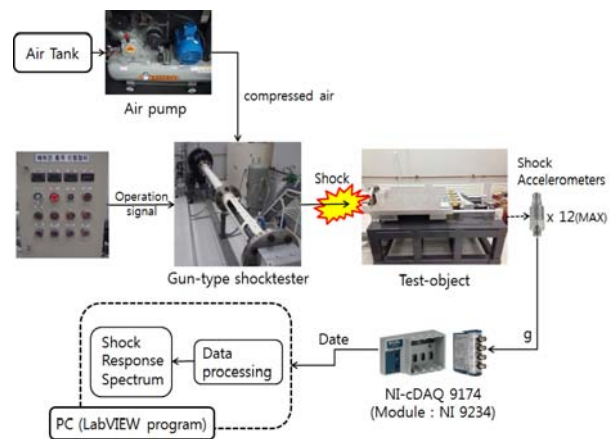 Air Tank
Air pump
compressed air
Operation
signal
Gun-type shocktester
Shock
Test-object
Shock
Accelerometers
x 12(MAX)
g
NI-cDAQ 9174
(Module : NI 9234)
Date
Data
processing
Shock
Response
Spectrum
PC (LabVIEW program)